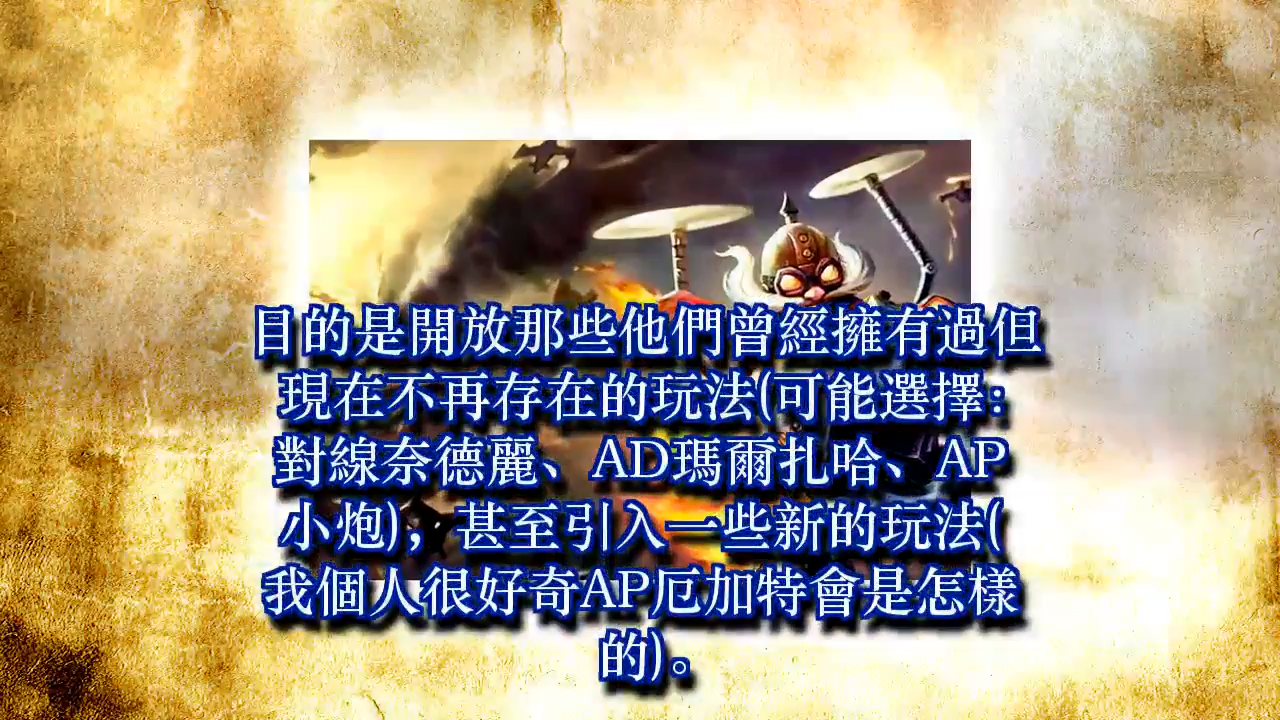 目的是開放那些他們曾經擁有過但
現在不再存在的玩法(可能選擇:
對線奈德麗、AD瑪爾扎哈、AP
小炮)，甚至引入一些新的玩法(
我個人很好奇AP厄加特會是怎樣
的)。